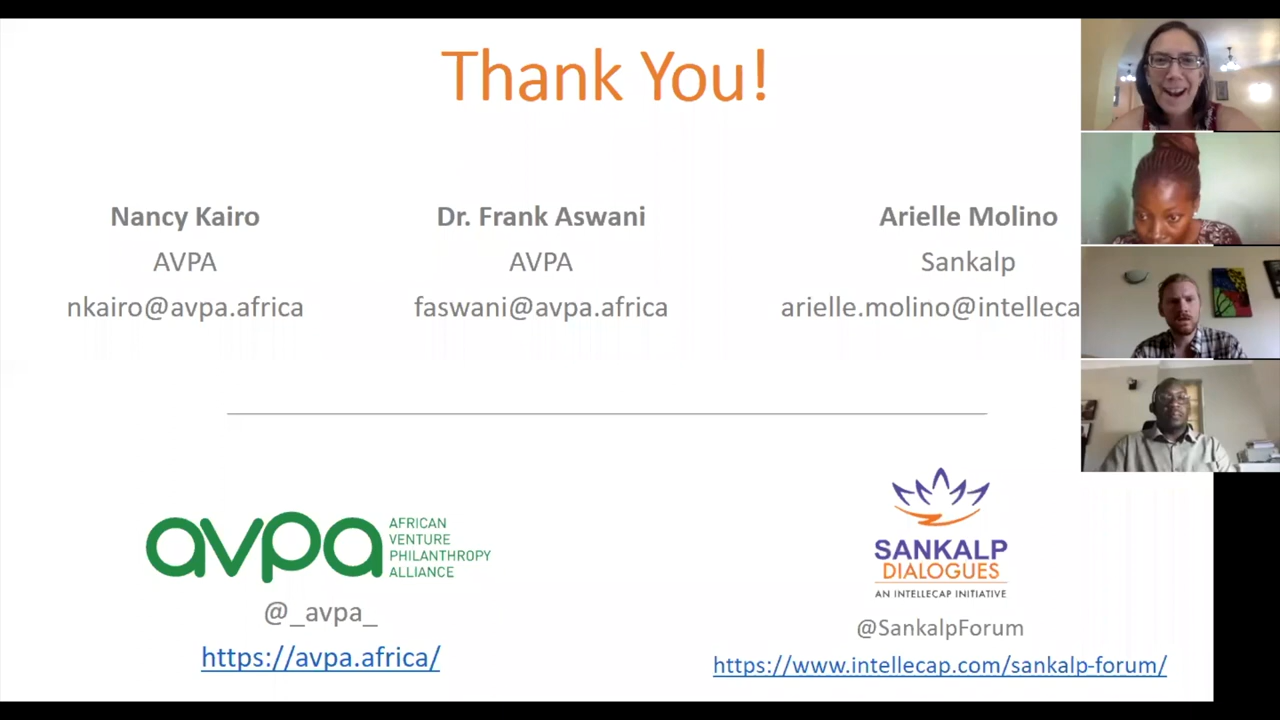 Thank You!
Nancy Kairo
AVPA
nkairo@avpa.africa
Dr. Frank Aswani
AVPA
faswani@avpa.africa
Arielle Molino
Sankalp
arielle.molino@intelleca
avpa
AFRICAN
VENTURE
PHILANTHROPY
ALLIANCE
@_avpa_
https://avpa.africa/
SANKALP
DIALOGUES
AN INTELLECAP INITIATIVE
@SankalpForum
https://www.intellecap.com/sankalp-forum/